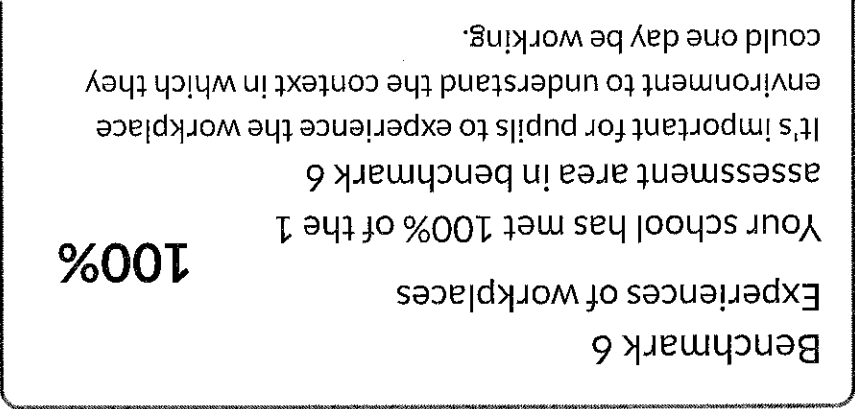 Benchmark 6
Experiences of workplaces
100%
Your school has met 100% of the 1
assessment area in benchmark 6
It's important for pupils to experience the workplace
environment to understand the context in which they
could one day be working.